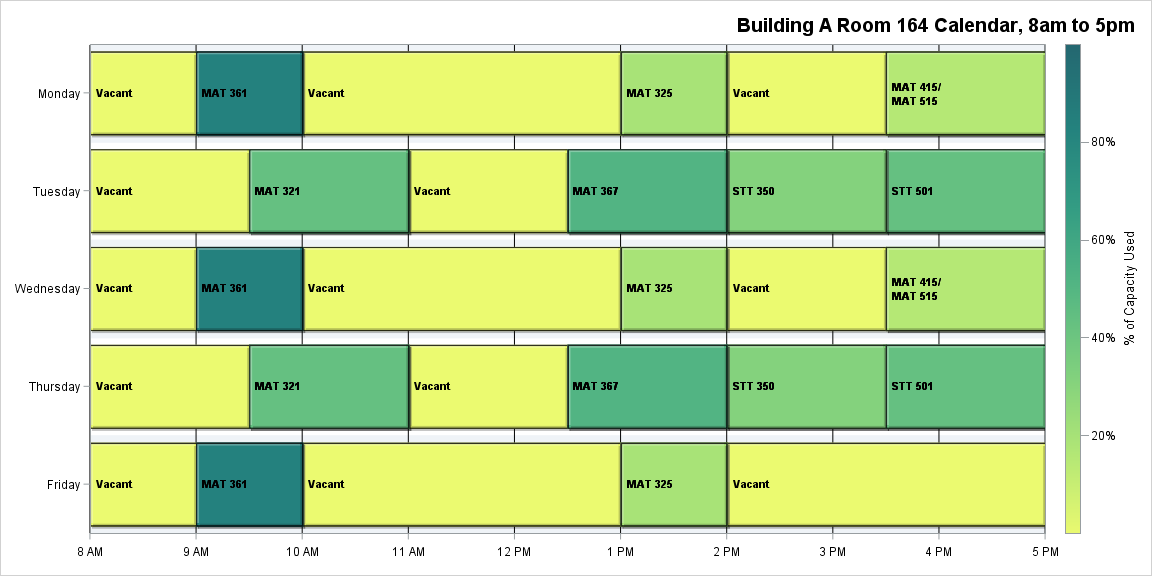 Building A Room 164 Calendar, 8am to 5pm
Monday
Vacant
MAT 361
Vacant
MAT 325
Vacant
MAT 415/
MAT 515
Tuesday
Vacant
MAT 321
Vacant
MAT 367
STT 350
STT 501
Wednesday
Vacant
MAT 361
Vacant
MAT 325
Vacant
MAT 415/
MAT 515
Thursday
Vacant
MAT 321
Vacant
MAT 367
STT 350
STT 501
Friday
Vacant
MAT 361
Vacant
MAT 325
Vacant
8 AM
9 AM
10 AM
11 AM
12 PM
1 PM
2 PM
3 PM
4 PM
5 PM
80%
60%
40%
20%
% of Capacity Used